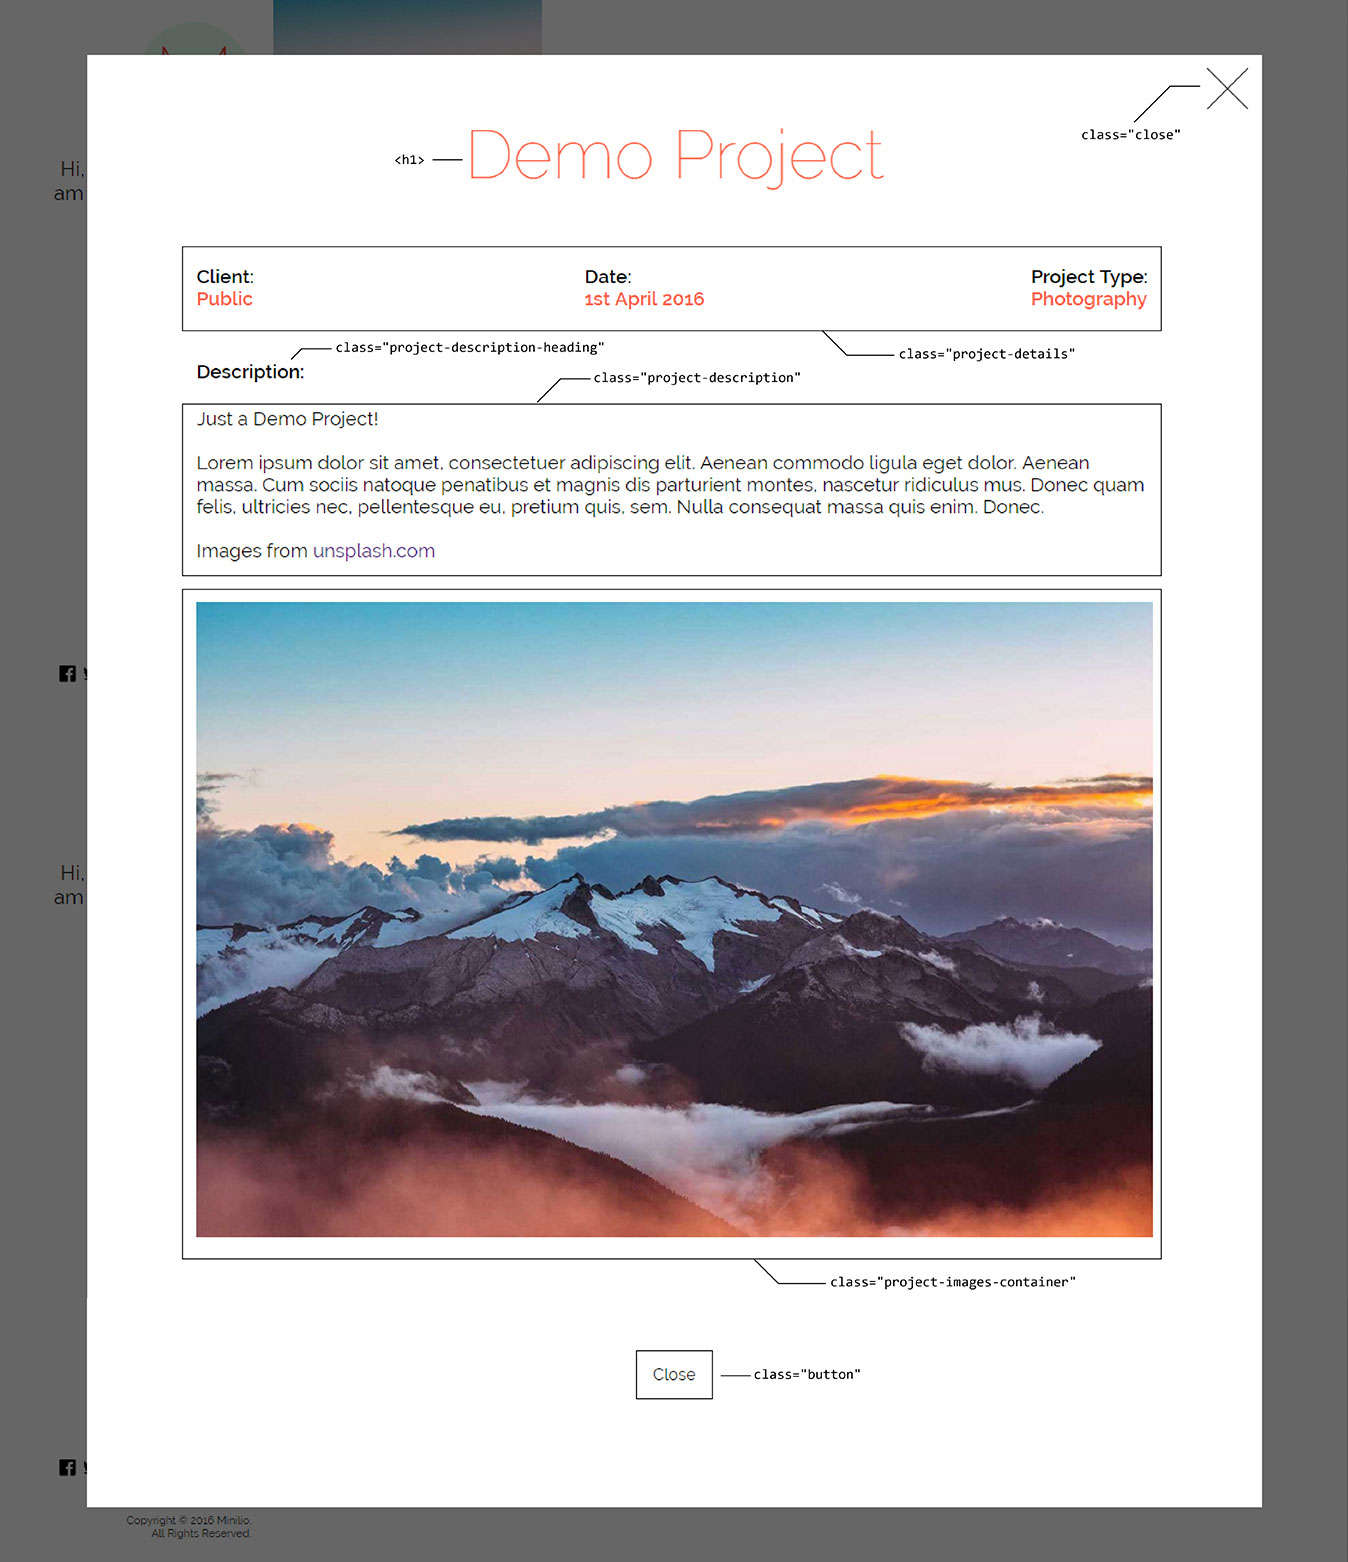 class="close"
<h1> Demo Project
Hi,
am
Client: Date: Project Type:
Public 1st April 2016 Photography
class="project-description-heading" class="project-details"
Description: class="project-description"
Just a Demo Project!
Lorem ipsum dolor sit amet, consectetuer adipiscing elit. Aenean commodo ligula eget dolor. Aenean
massa. Cum sociis natoque penatibus et magnis dis parturient montes, nascetur ridiculus mus. Donec quam
felis, ultricies nec, pellentesque eu, pretium quis, sem. Nulla consequat massa quis enim. Donec.
Images from unsplash.com
Hi,
am
class="project-images-container"
Close class="button"
Copyright © 2016 Minilio.
All Rights Reserved.